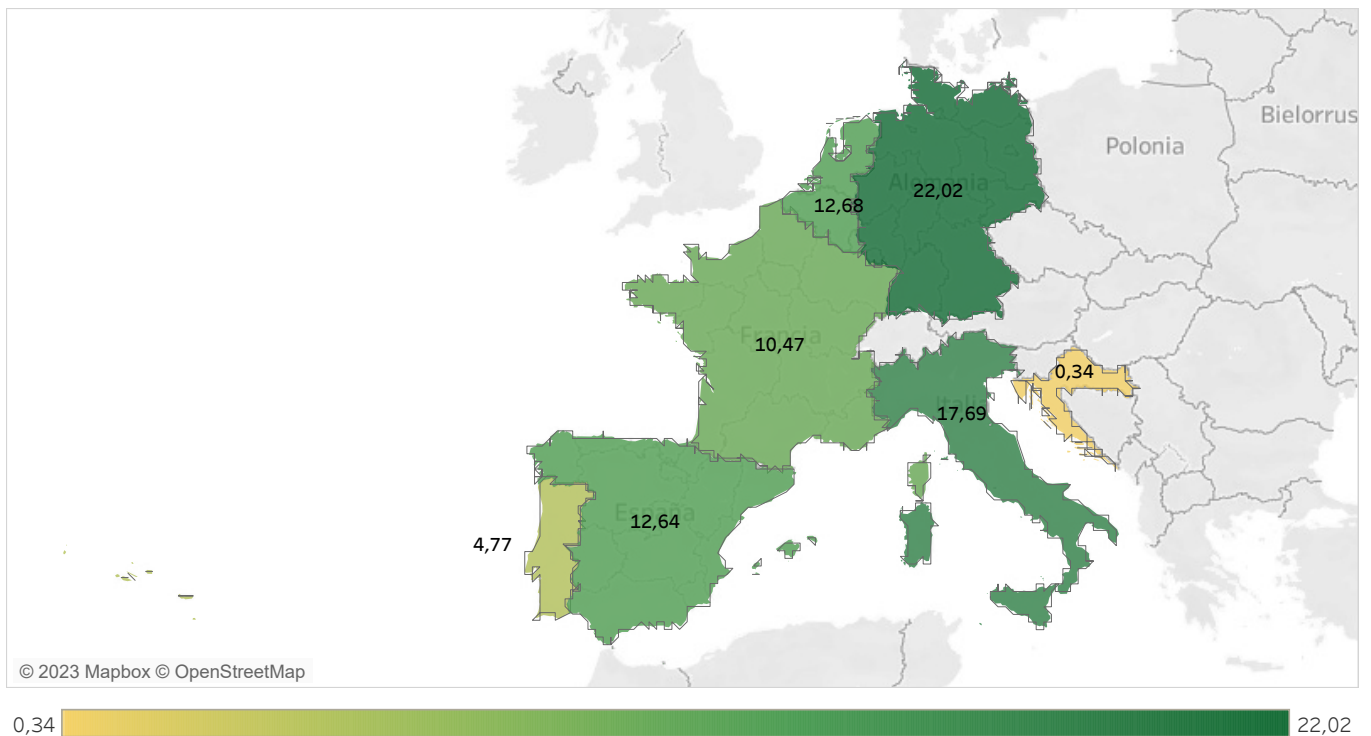 Bielorrus
Polonia
Alemania
22,02
12,68
Francia
10,47
0,34
Italia
17,69
España
12,64
4,77
© 2023 Mapbox © OpenStreetMap
0,34
22,02